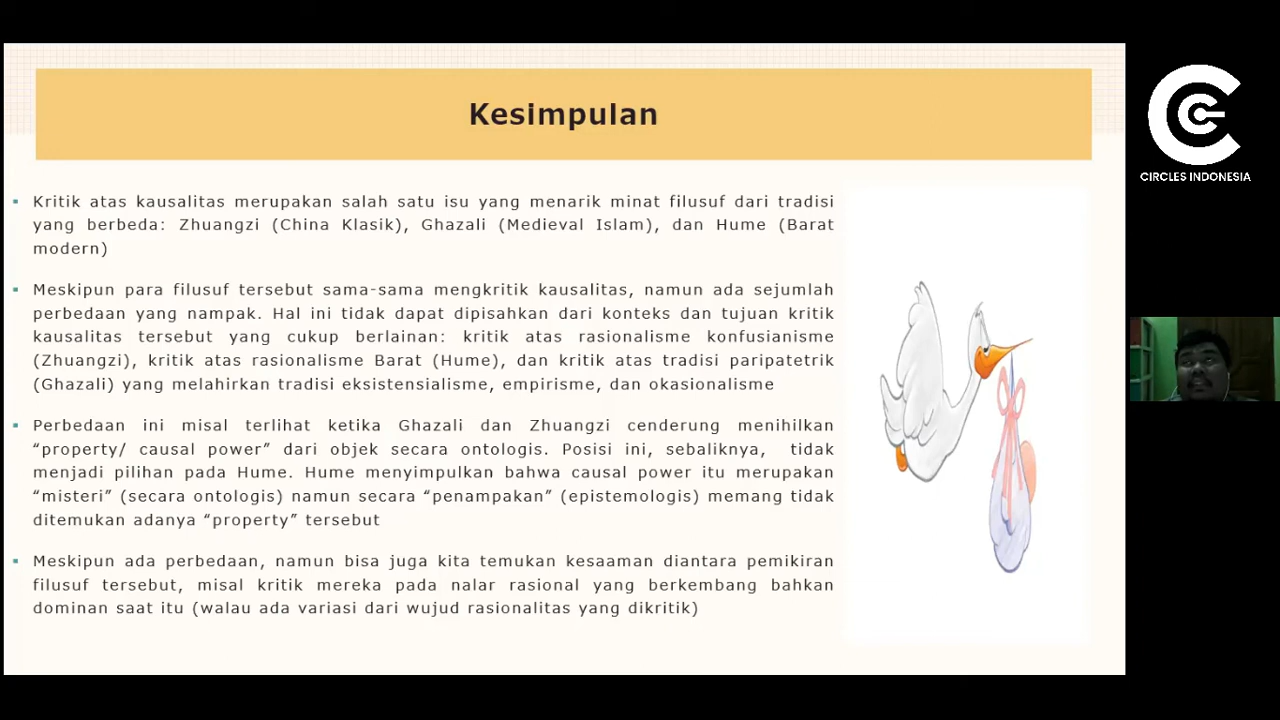 Kesimpulan
Kritik atas kausalitas merupakan salah satu isu yang menarik minat filusuf dari tradisi
yang berbeda: Zhuangzi (China Klasik), Ghazali (Medieval Islam), dan Hume (Barat
modern)
Meskipun para filusuf tersebut sama-sama mengkritik kausalitas, namun ada sejumlah
perbedaan yang nampak. Hal ini tidak dapat dipisahkan dari konteks dan tujuan kritik
kausalitas tersebut yang cukup berlainan: kritik atas rasionalisme konfusianisme
(Zhuangzi), kritik atas rasionalisme Barat (Hume), dan kritik atas tradisi paripatetrik
(Ghazali) yang melahirkan tradisi eksistensialisme, empirisme, dan okasionalisme
Perbedaan ini misal terlihat ketika Ghazali dan Zhuangzi cenderung menihilkan
“property/ causal power” dari objek secara ontologis. Posisi ini, sebaliknya, tidak
menjadi pilihan pada Hume. Hume menyimpulkan bahwa causal power itu merupakan
“misteri” (secara ontologis) namun secara “penampakan” (epistemologis) memang tidak
ditemukan adanya “property” tersebut
Meskipun ada perbedaan, namun bisa juga kita temukan kesaaman diantara pemikiran
filusuf tersebut, misal kritik mereka pada nalar rasional yang berkembang bahkan
dominan saat itu (walau ada variasi dari wujud rasionalitas yang dikritik)
CIRCLES INDONESIA